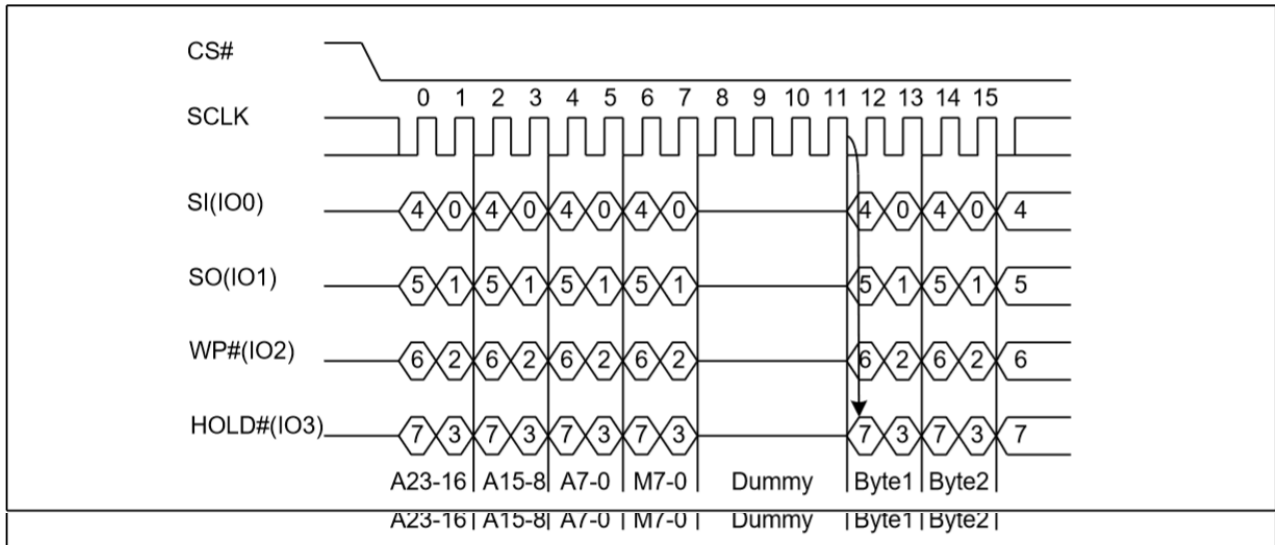 CS#
0 1 2 3 4 5 6 7 8 9 10 11 12 13 14 15
SCLK
SI(IO0) 4 0 4 0 4 0 4 0 4 0 4 0 4
SO(IO1) 5 1 5 1 5 1 5 1 5 1 5 1 5
WP#(IO2) 6 2 6 2 6 2 6 2 6 2 6 2 6
HOLD#(IO3) 7 3 7 3 7 3 7 3 7 3 7 3 7
A23-16 A15-8 A7-0 M7-0 Dummy Byte1 Byte2
A23-16 A15-8 A7-0 M7-0 Dummy Byte1 Byte2